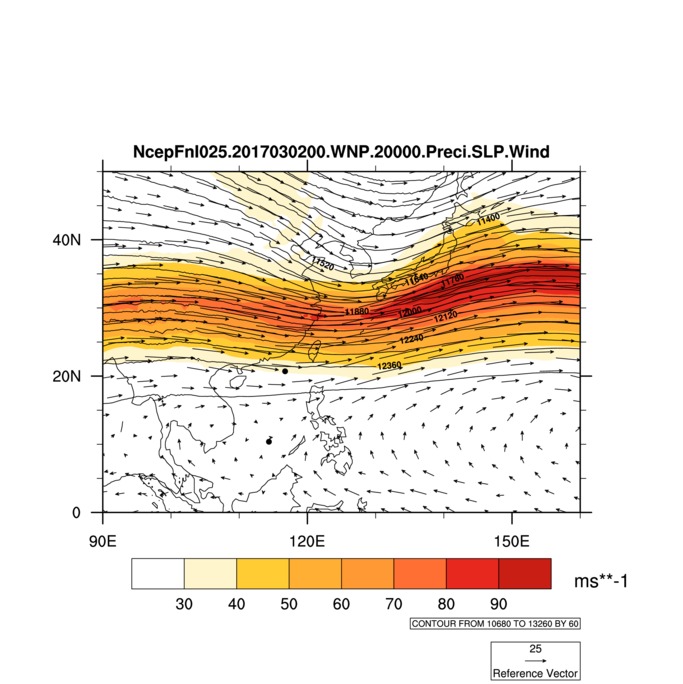 NcepFnl025.2017030200.WNP.20000.Preci.SLP.Wind
11400
40N
11520
11640
11760
11880
12000
12120
12240
12360
20N
0
90E 120E 150E
ms**-1
30 40 50 60 70 80 90
CONTOUR FROM 10680 TO 13260 BY 60
25
Reference Vector